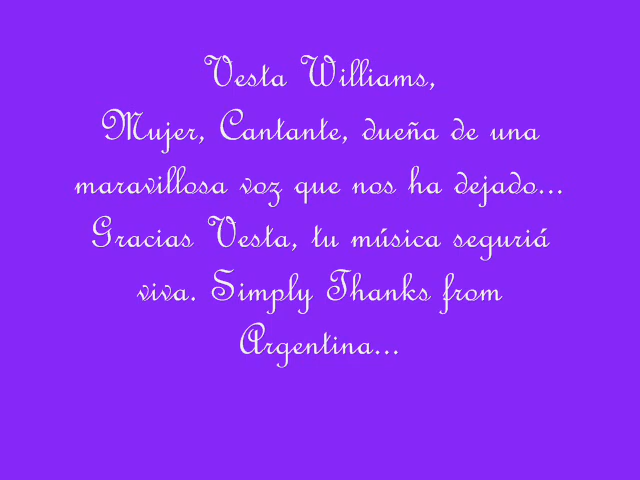 Vesta Williams,
Mujer, Cantante, dueña de una
maravillosa voz que nos ha dejado...
Gracias Vesta, tu música seguriá
viva. Simply Thanks from
Argentina...